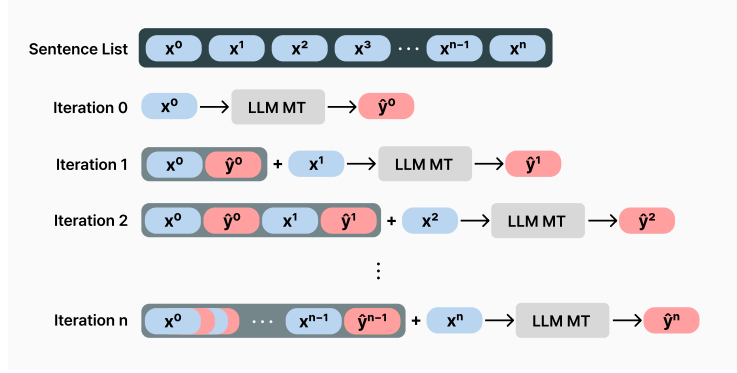 Sentence List x⁰ x¹ x² x³ ··· xⁿ⁻¹ xⁿ
Iteration 0 x⁰ LLM MT ŷ⁰
Iteration 1 x⁰ ŷ⁰ + x¹ LLM MT ŷ¹
Iteration 2 x⁰ ŷ⁰ x¹ ŷ¹ + x² LLM MT ŷ²
⋮
Iteration n x⁰ ··· xⁿ⁻¹ ŷⁿ⁻¹ + xⁿ LLM MT ŷⁿ